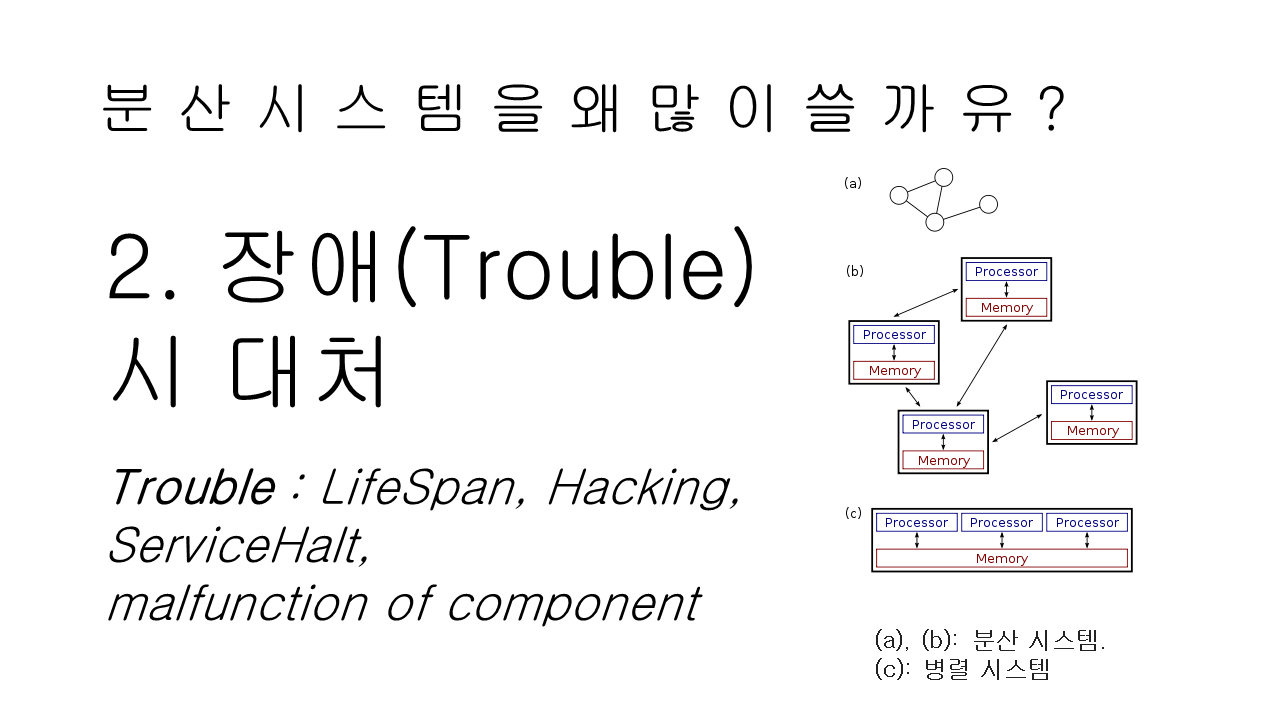 분산시스템을왜많이쓸까유?
2. 장애(Trouble)
시 대처
Trouble : LifeSpan, Hacking,
ServiceHalt,
malfunction of component
(a)
(b)
Processor
Memory
Processor
Memory
Processor
Memory
Processor
Memory
(c)
Processor Processor Processor
Memory
(a), (b): 분산 시스템.
(c): 병렬 시스템